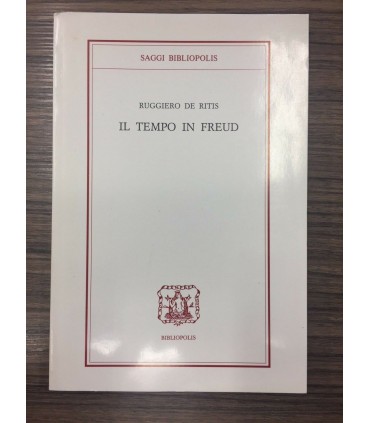 SAGGI BIBLIOPOLIS
RUGGIERO DE RITIS
IL TEMPO IN FREUD
BIBLIOPOLIS